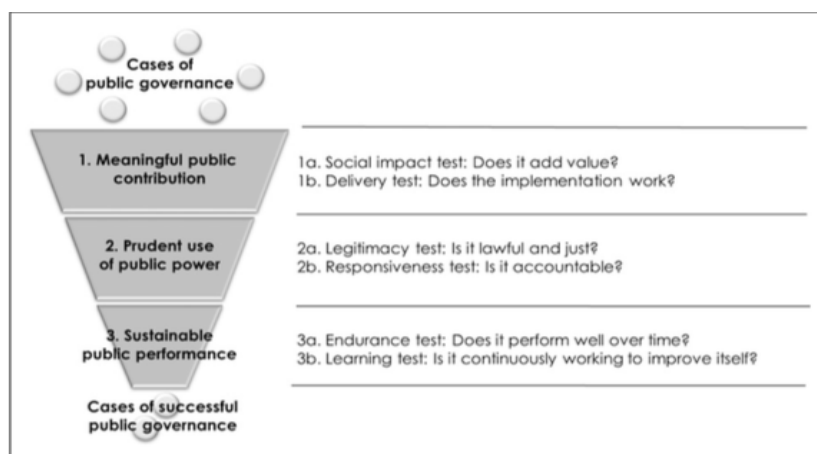 Cases of
public governance
1. Meaningful public
contribution
1a. Social impact test: Does it add value?
1b. Delivery test: Does the implementation work?
2. Prudent use
of public power
2a. Legitimacy test: Is it lawful and just?
2b. Responsiveness test: Is it accountable?
3. Sustainable
public performance
3a. Endurance test: Does it perform well over time?
3b. Learning test: Is it continuously working to improve itself?
Cases of successful
public governance